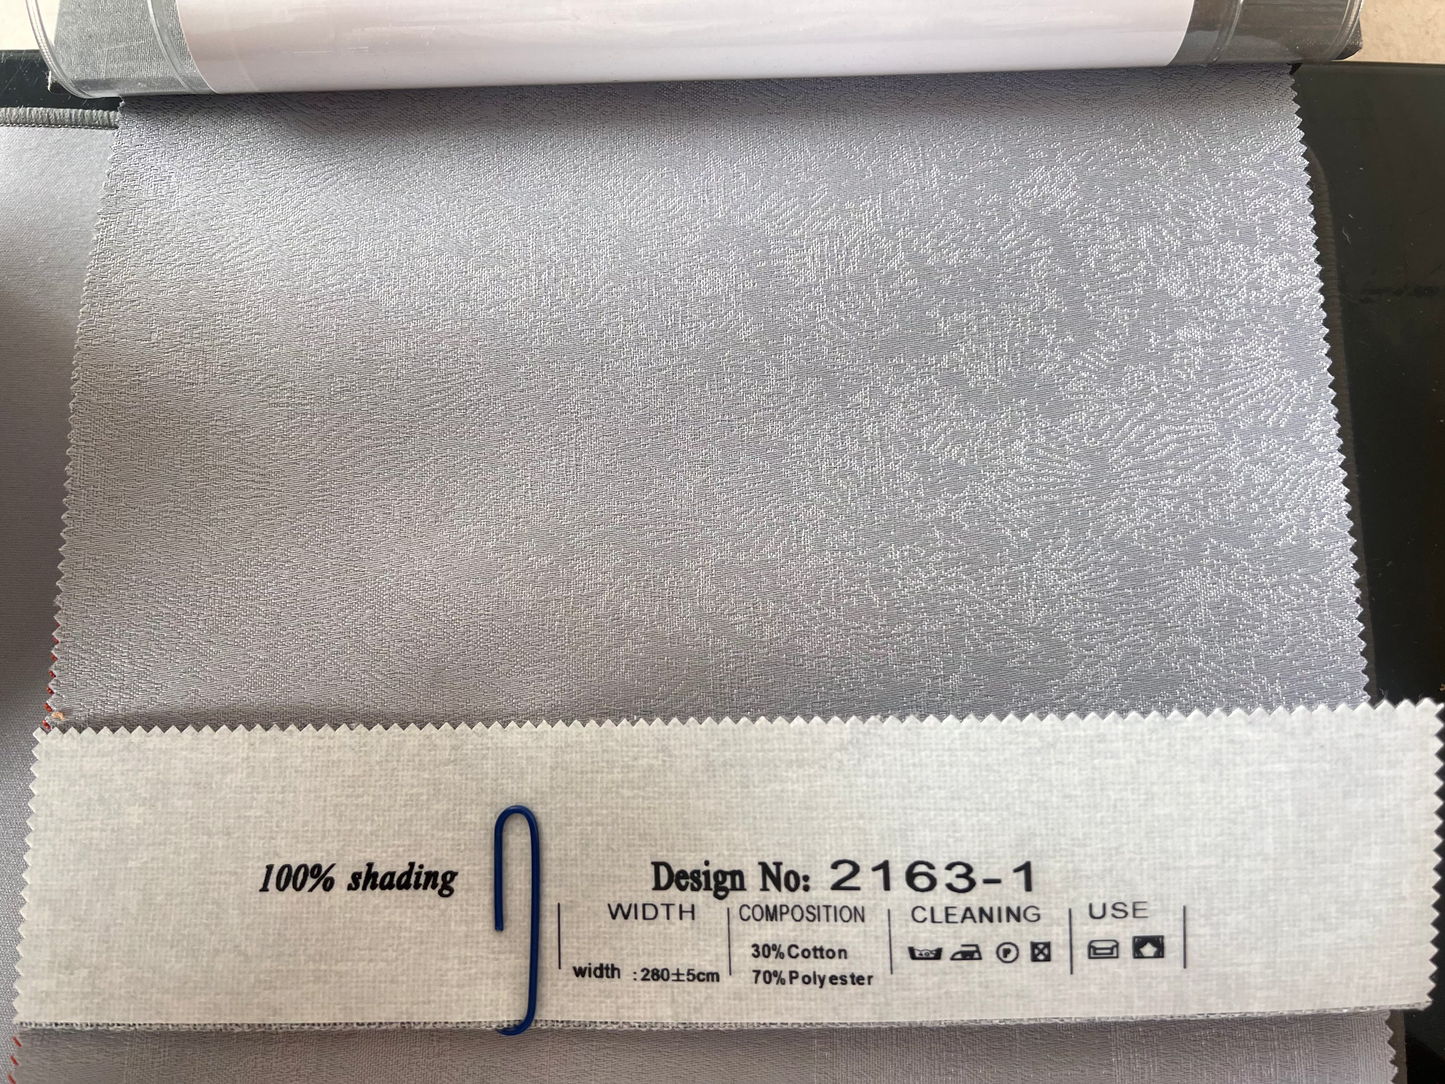 100% shading
Design No: 2163-1
WIDTH
COMPOSITION
CLEANING
USE
30%Cotton
width :280±5cm
70%Polyester
P